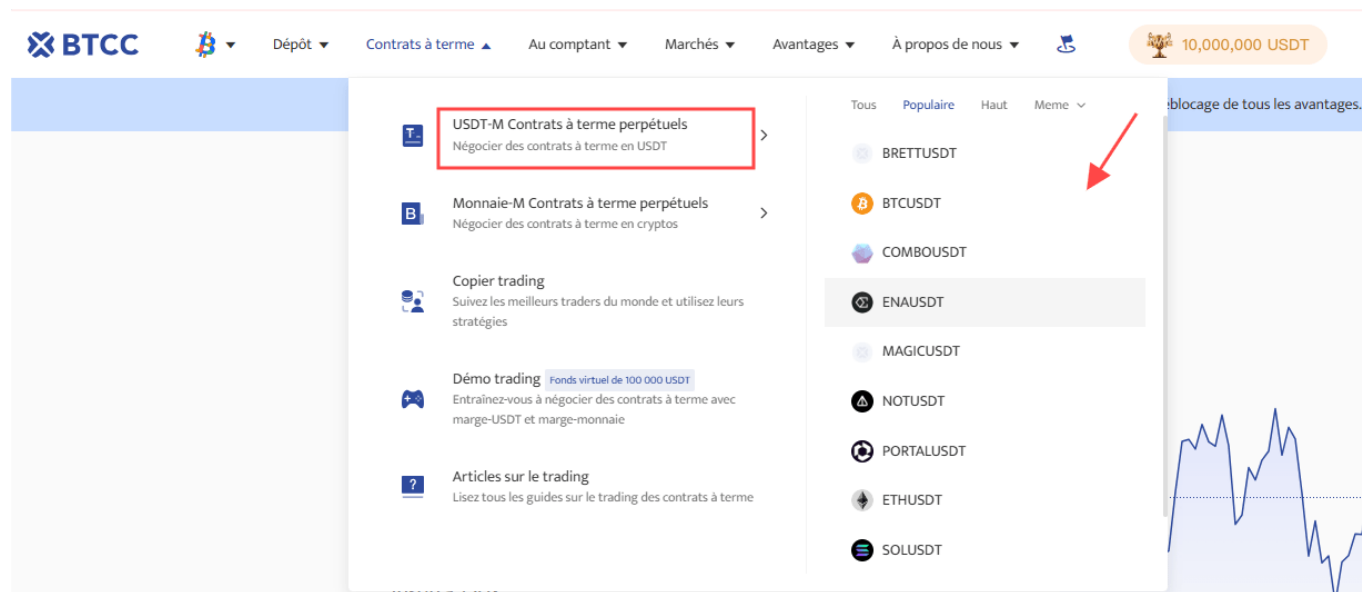 BTCC
Dépôt
Contrats à terme
Au comptant
Marchés
Avantages
À propos de nous
10,000,000 USDT
USDT-M Contrats à terme perpétuels
Négocier des contrats à terme en USDT
Monnaie-M Contrats à terme perpétuels
Négocier des contrats à terme en cryptos
Copier trading
Suivez les meilleurs traders du monde et utilisez leurs
stratégies
Démo trading Fonds virtuel de 100 000 USDT
Entraînez-vous à négocier des contrats à terme avec
marge-USDT et marge-monnaie
Articles sur le trading
Lisez tous les guides sur le trading des contrats à terme
Tous Populaire Haut Meme
BRETTUSDT
BTCUSDT
COMBOUSDT
ENAUSDT
MAGICUSDT
NOTUSDT
PORTALUSDT
ETHUSDT
SOLUSDT
de tous les avantages.